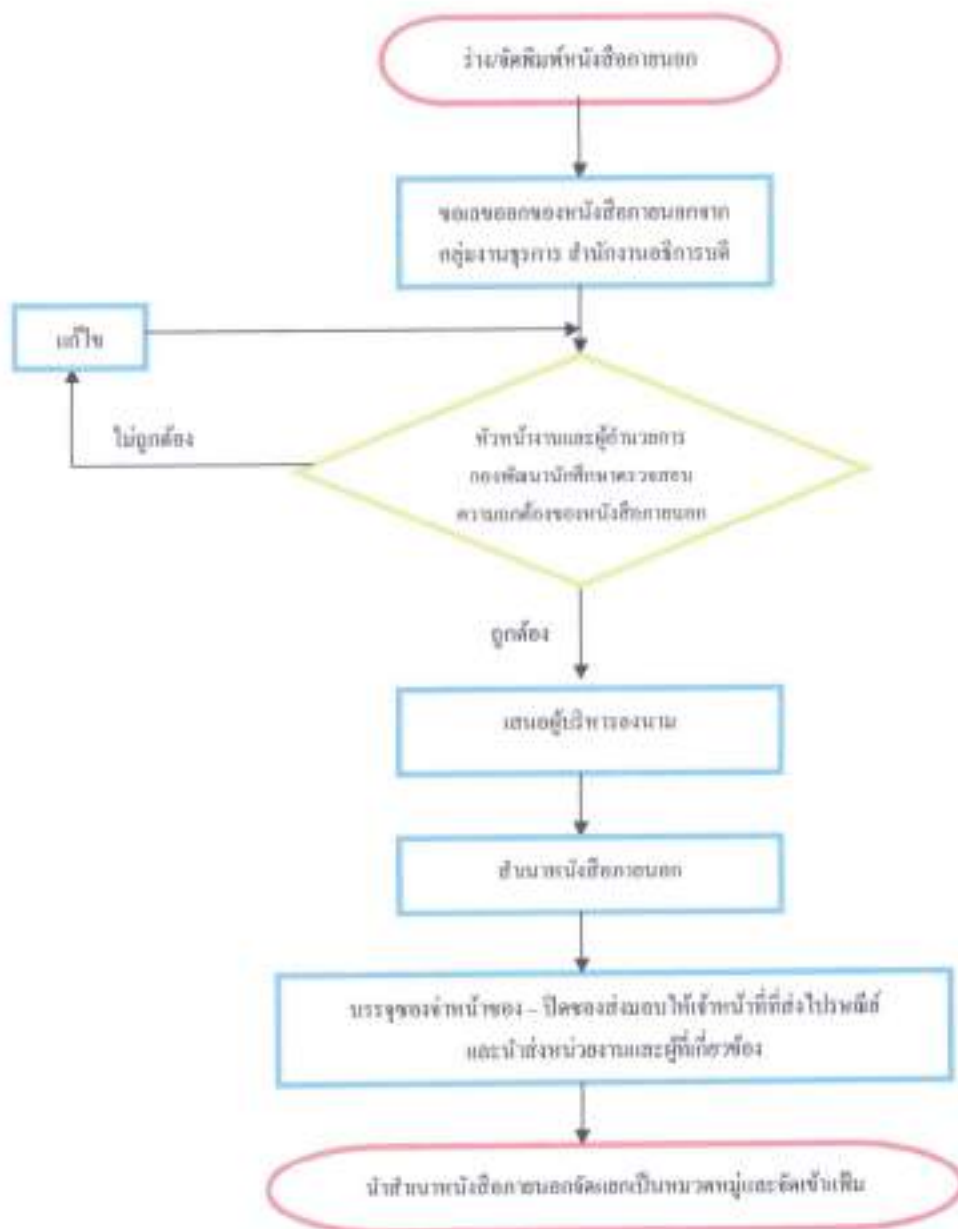 ร่าง/จัดพิมพ์หนังสือภายนอก
ขอเลขออกของหนังสือภายนอกจาก
กลุ่มงานธุรการ สำนักงานอธิการบดี
แก้ไข
ไม่ถูกต้อง
หัวหน้างานและผู้อำนวยการ
กองพัฒนานักศึกษาตรวจสอบ
ความถูกต้องของหนังสือภายนอก
ถูกต้อง
เสนอผู้บริหารลงนาม
สำเนาหนังสือภายนอก
บรรจุซองจ่าหน้าซอง – ปิดซองส่งมอบให้เจ้าหน้าที่ที่ส่งไปรษณีย์
และนำส่งหน่วยงานและผู้ที่เกี่ยวข้อง
นำสำเนาหนังสือภายนอกจัดแยกเป็นหมวดหมู่และจัดเข้าแฟ้ม